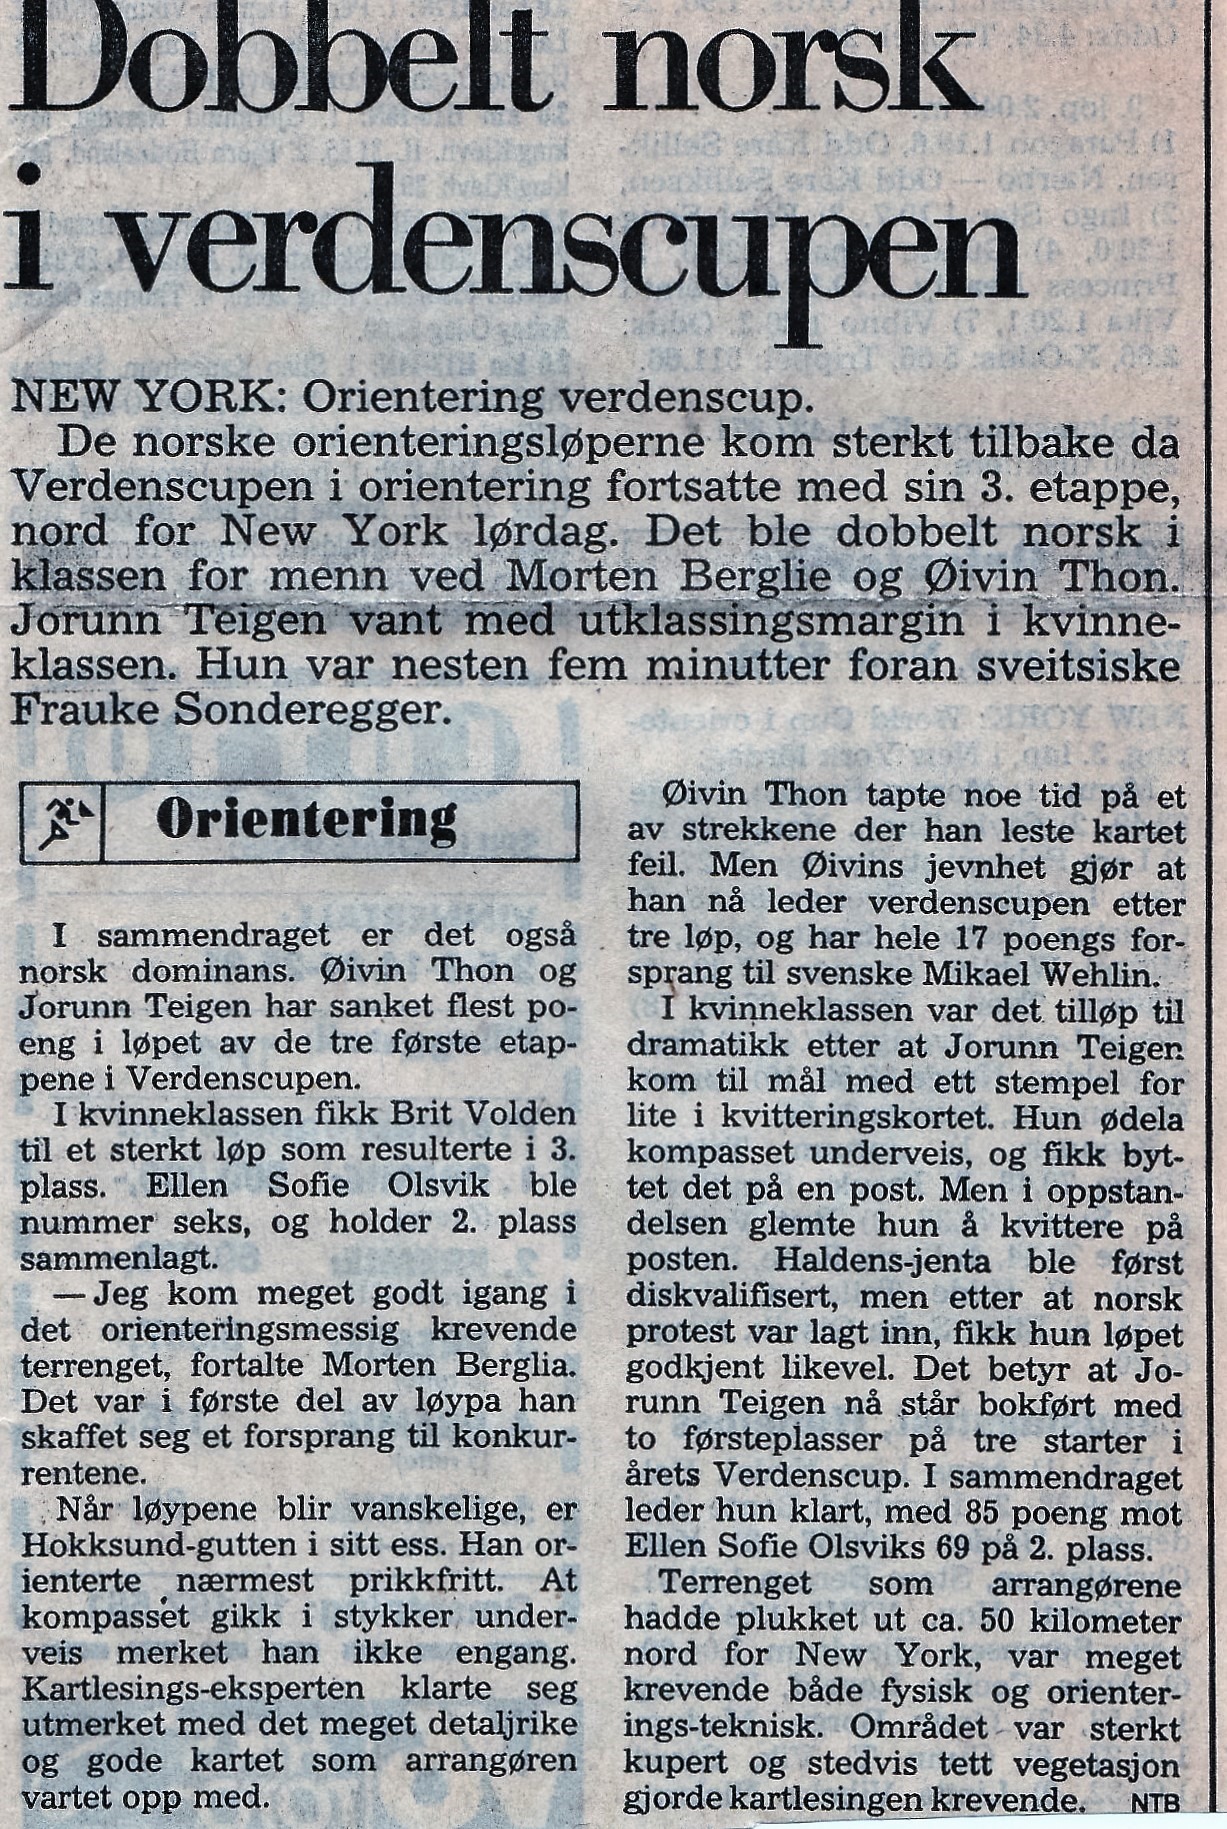 Dobbelt norsk
i verdenscupen
NEW YORK: Orientering verdenscup.
De norske orienteringsløperne kom sterkt tilbake da
Verdenscupen i orientering fortsatte med sin 3. etappe,
nord for New York lørdag. Det ble dobbelt norsk i
klassen for menn ved Morten Berglie og Øivin Thon.
Jorunn Teigen vant med utklassingsmargin i kvinne-
klassen. Hun var nesten fem minutter foran sveitsiske
Frauke Sonderegger.
Orientering
I sammendraget er det også
norsk dominans. Øivin Thon og
Jorunn Teigen har sanket flest po-
eng i løpet av de tre første etap-
pene i Verdenscupen.
I kvinneklassen fikk Brit Volden
til et sterkt løp som resulterte i 3.
plass. Ellen Sofie Olsvik ble
nummer seks, og holder 2. plass
sammenlagt.
— Jeg kom meget godt igang i
det orienteringsmessig krevende
terrenget, fortalte Morten Berglia.
Det var i første del av løypa han
skaffet seg et forsprang til konkur-
rentene.
Når løypene blir vanskelige, er
Hokksund-gutten i sitt ess. Han or-
ienterte nærmest prikkfritt. At
kompasset gikk i stykker under-
veis merket han ikke engang.
Kartlesings-eksperten klarte seg
utmerket med det meget detaljrike
og gode kartet som arrangøren
vartet opp med.
Øivin Thon tapte noe tid på et
av strekkene der han leste kartet
feil. Men Øivins jevnhet gjør at
han nå leder verdenscupen etter
tre løp, og har hele 17 poengs for-
sprang til svenske Mikael Wehlin.
I kvinneklassen var det tilløp til
dramatikk etter at Jorunn Teigen
kom til mål med ett stempel for
lite i kvitteringskortet. Hun ødela
kompasset underveis, og fikk byt-
tet det på en post. Men i oppstan-
delsen glemte hun å kvittere på
posten. Haldens-jenta ble først
diskvalifisert, men etter at norsk
protest var lagt inn, fikk hun løpet
godkjent likevel. Det betyr at Jo-
runn Teigen nå står bokført med
to førsteplasser på tre starter i
årets Verdenscup. I sammendraget
leder hun klart, med 85 poeng mot
Ellen Sofie Olsviks 69 på 2. plass.
Terrenget som arrangørene
hadde plukket ut ca. 50 kilometer
nord for New York, var meget
krevende både fysisk og orienter-
ings-teknisk. Området var sterkt
kupert og stedvis tett vegetasjon
gjorde kartlesingen krevende. NTB